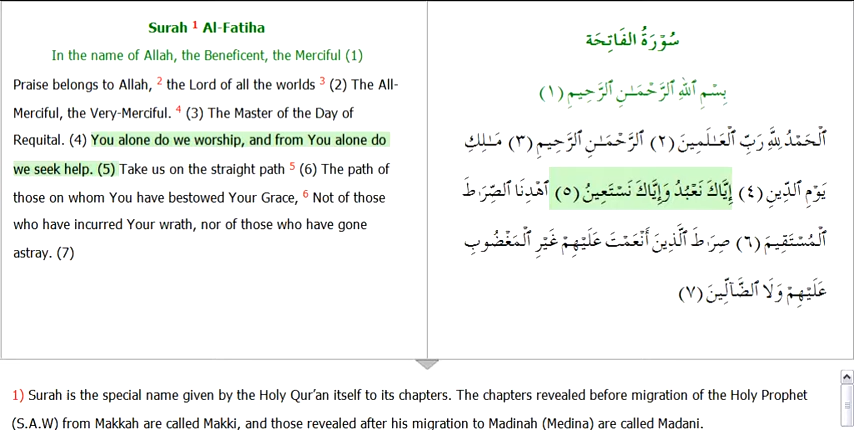 Surah 1 Al-Fatiha
In the name of Allah, the Beneficent, the Merciful (1)
Praise belongs to Allah, 2 the Lord of all the worlds 3 (2) The All-
Merciful, the Very-Merciful. 4 (3) The Master of the Day of
Requital. (4) You alone do we worship, and from You alone do
we seek help. (5) Take us on the straight path 5 (6) The path of
those on whom You have bestowed Your Grace, 6 Not of those
who have incurred Your wrath, nor of those who have gone
astray. (7)
سُوْرَةُ الفَاتِحَة
بِسْمِ ٱللَّهِ ٱلرَّحْمَـٰنِ ٱلرَّحِيمِ (١)
ٱلْحَمْدُ لِلَّهِ رَبِّ ٱلْعَـٰلَمِينَ (٢) ٱلرَّحْمَـٰنِ ٱلرَّحِيمِ (٣) مَـٰلِكِ
يَوْمِ ٱلدِّينِ (٤) إِيَّاكَ نَعْبُدُ وَإِيَّاكَ نَسْتَعِينُ (٥) ٱهْدِنَا ٱلصِّرَٰطَ
ٱلْمُسْتَقِيمَ (٦) صِرَٰطَ ٱلَّذِينَ أَنْعَمْتَ عَلَيْهِمْ غَيْرِ ٱلْمَغْضُوبِ
عَلَيْهِمْ وَلَا ٱلضَّآلِّينَ (٧)
1) Surah is the special name given by the Holy Qur’an itself to its chapters. The chapters revealed before migration of the Holy Prophet
(S.A.W) from Makkah are called Makki, and those revealed after his migration to Madinah (Medina) are called Madani.